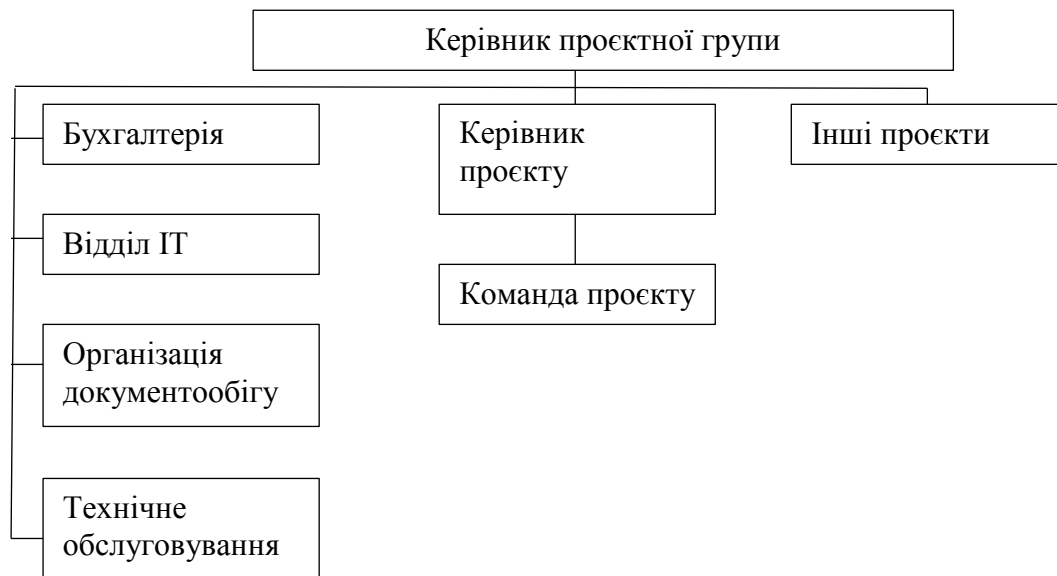 Керівник проєктної групи
Бухгалтерія
Керівник
проєкту
Інші проєкти
Відділ ІТ
Команда проєкту
Організація
документообігу
Технічне
обслуговування